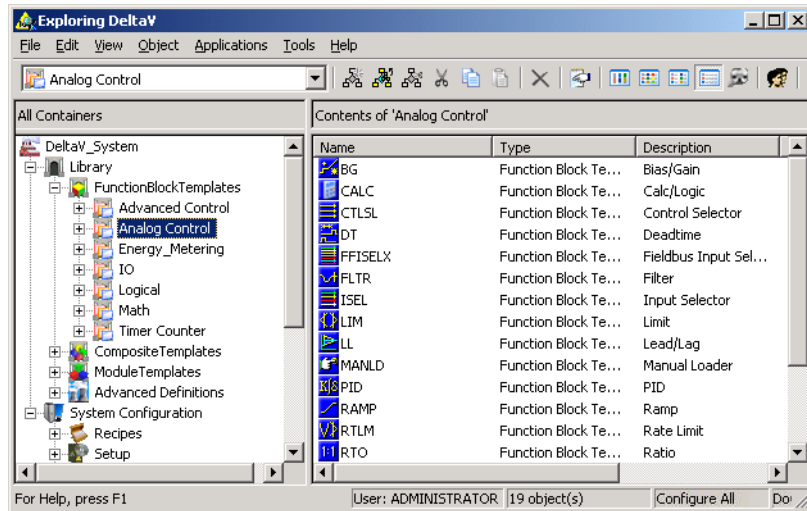 Exploring DeltaV
File Edit View Object Applications Tools Help
Analog Control
All Containers
Contents of 'Analog Control'
DeltaV_System
Library
FunctionBlockTemplates
Advanced Control
Analog Control
Energy_Metering
IO
Logical
Math
Timer Counter
CompositeTemplates
ModuleTemplates
Advanced Definitions
System Configuration
Recipes
Setup
Name Type Description
BG Function Block Te... Bias/Gain
CALC Function Block Te... Calc/Logic
CTLSL Function Block Te... Control Selector
DT Function Block Te... Deadtime
FFISELX Function Block Te... Fieldbus Input Sel...
FLTR Function Block Te... Filter
ISEL Function Block Te... Input Selector
LIM Function Block Te... Limit
LL Function Block Te... Lead/Lag
MANLD Function Block Te... Manual Loader
PID Function Block Te... PID
RAMP Function Block Te... Ramp
RTLM Function Block Te... Rate Limit
1:1 RTO Function Block Te... Ratio
For Help, press F1 User: ADMINISTRATOR 19 object(s) Configure All